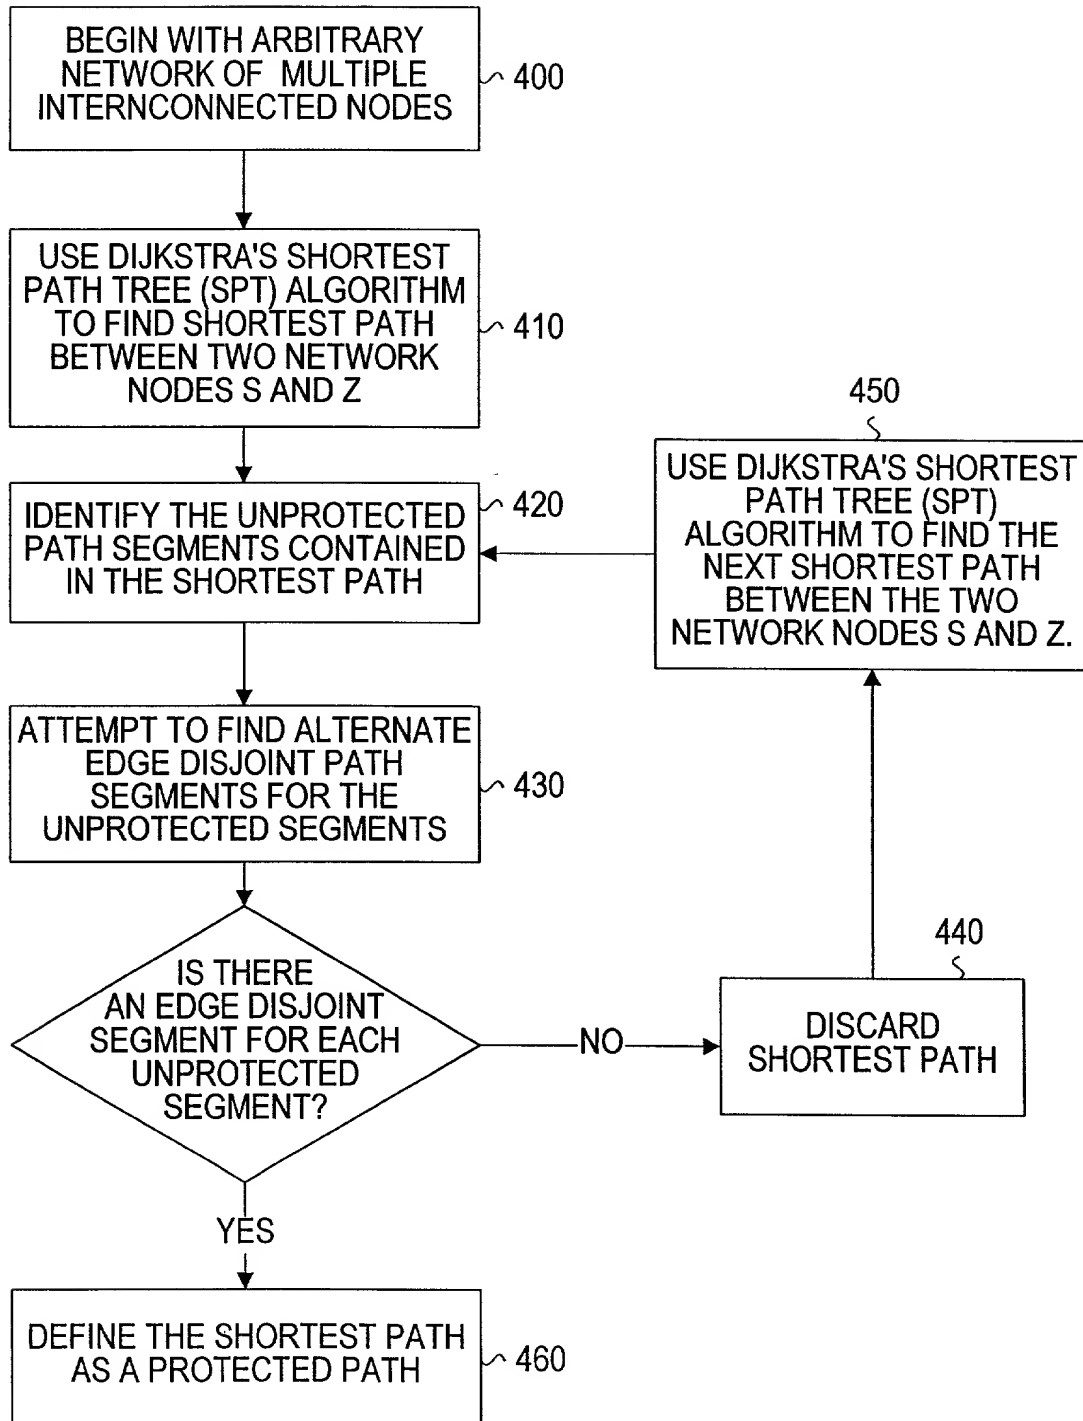 BEGIN WITH ARBITRARY
NETWORK OF MULTIPLE
INTERNCONNECTED NODES
400
USE DIJKSTRA'S SHORTEST
PATH TREE (SPT) ALGORITHM
TO FIND SHORTEST PATH
BETWEEN TWO NETWORK
NODES S AND Z
410
IDENTIFY THE UNPROTECTED
PATH SEGMENTS CONTAINED
IN THE SHORTEST PATH
420
450
USE DIJKSTRA'S SHORTEST
PATH TREE (SPT)
ALGORITHM TO FIND THE
NEXT SHORTEST PATH
BETWEEN THE TWO
NETWORK NODES S AND Z.
ATTEMPT TO FIND ALTERNATE
EDGE DISJOINT PATH
SEGMENTS FOR THE
UNPROTECTED SEGMENTS
430
IS THERE
AN EDGE DISJOINT
SEGMENT FOR EACH
UNPROTECTED
SEGMENT?
NO
440
DISCARD
SHORTEST PATH
YES
DEFINE THE SHORTEST PATH
AS A PROTECTED PATH
460